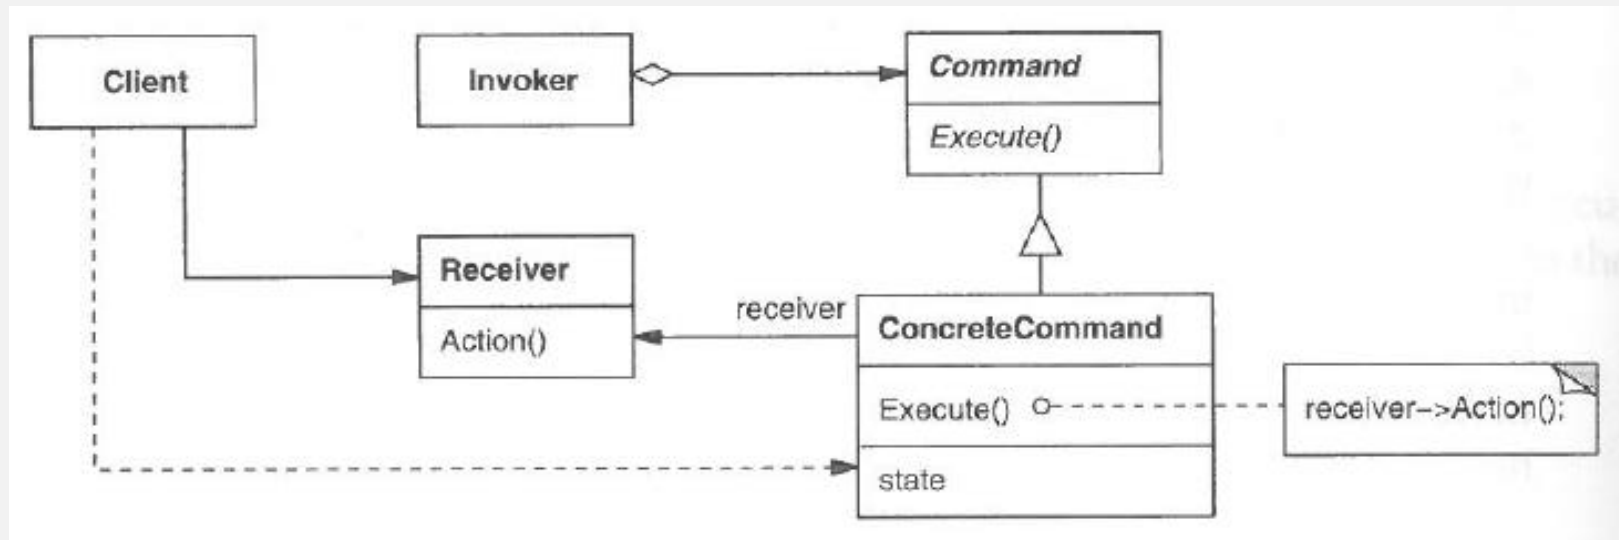 Client
Invoker
Command
Execute()
Receiver
Action()
receiver
ConcreteCommand
Execute()
receiver->Action();
state